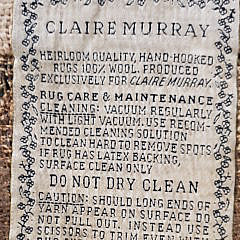 CLAIRE MURRAY
HEIRLOOM QUALITY, HAND-HOOKED
RUGS 100% WOOL. PRODUCED
EXCLUSIVELY FOR CLAIRE MURRAY.
RUG CARE & MAINTENANCE
CLEANING: VACUUM REGULARLY
WITH LIGHT VACUUM. USE RECOM-
MENDED CLEANING SOLUTION
TO CLEAN HARD TO REMOVE SPOTS.
IF RUG HAS LATEX BACKING,
SURFACE CLEAN ONLY
DO NOT DRY CLEAN
CAUTION: SHOULD LONG ENDS OF
YARN APPEAR ON SURFACE DO
NOT PULL OUT. INSTEAD USE
SCISSORS TO TRIM EVEN